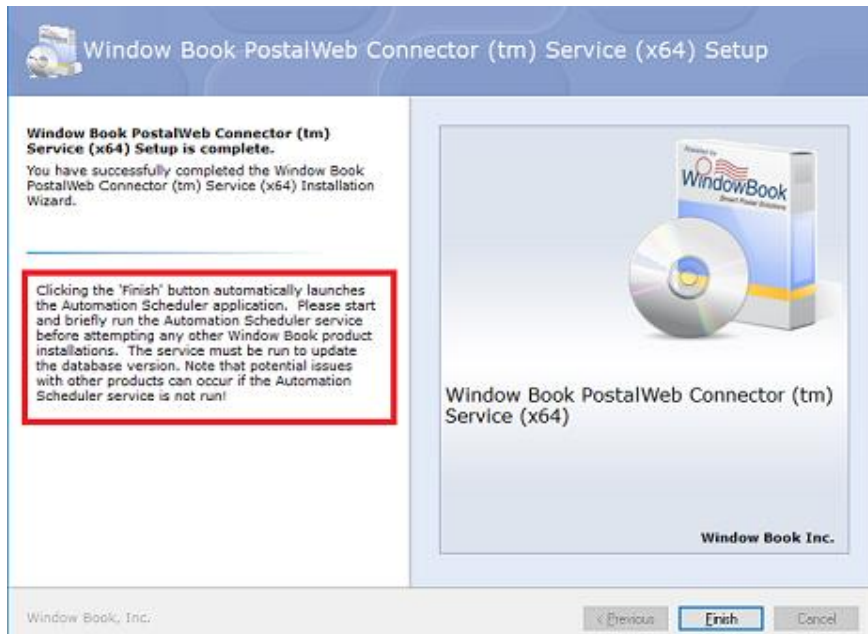 Window Book PostalWeb Connector (tm) Service (x64) Setup
Window Book PostalWeb Connector (tm)
Service (x64) Setup is complete.
You have successfully completed the Window Book
PostalWeb Connector (tm) Service (x64) Installation
Wizard.
Clicking the 'Finish' button automatically launches
the Automation Scheduler application. Please start
and briefly run the Automation Scheduler service
before attempting any other Window Book product
installations. The service must be run to update
the database version. Note that potential issues
with other products can occur if the Automation
Scheduler service is not run!
Powered by
WindowBook
Smart Postal Solutions
Window Book PostalWeb Connector (tm)
Service (x64)
Window Book Inc.
Window Book, Inc.
< Previous
Finish
Cancel